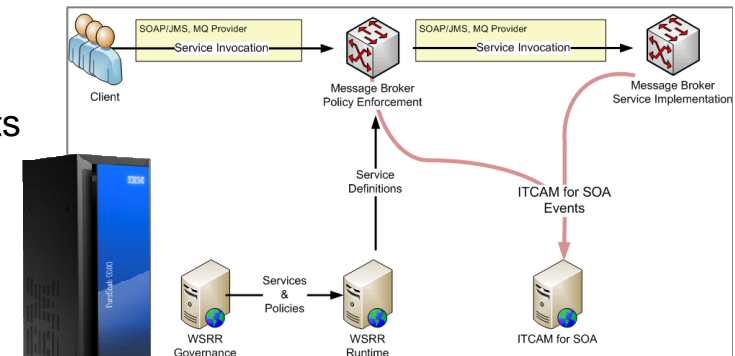 SOAP/JMS, MQ Provider
Service Invocation
SOAP/JMS, MQ Provider
Service Invocation
Client
Message Broker
Policy Enforcement
Message Broker
Service Implementation
ts
Service
Definitions
ITCAM for SOA
Events
IBM
Services
&
Policies
WSRR
Governance
WSRR
Runtime
ITCAM for SOA